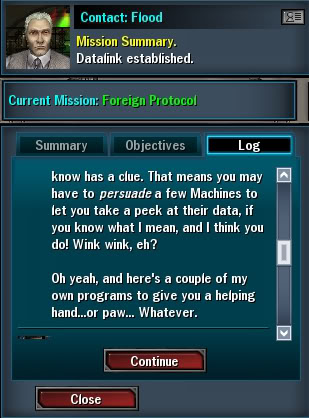 Contact: Flood
Mission Summary.
Datalink established.
Current Mission: Foreign Protocol
Summary
Objectives
Log
know has a clue. That means you may
have to persuade a few Machines to
let you take a peek at their data, if
you know what I mean, and I think you
do! Wink wink, eh?
Oh yeah, and here's a couple of my
own programs to give you a helping
hand...or paw... Whatever.
Continue
Close